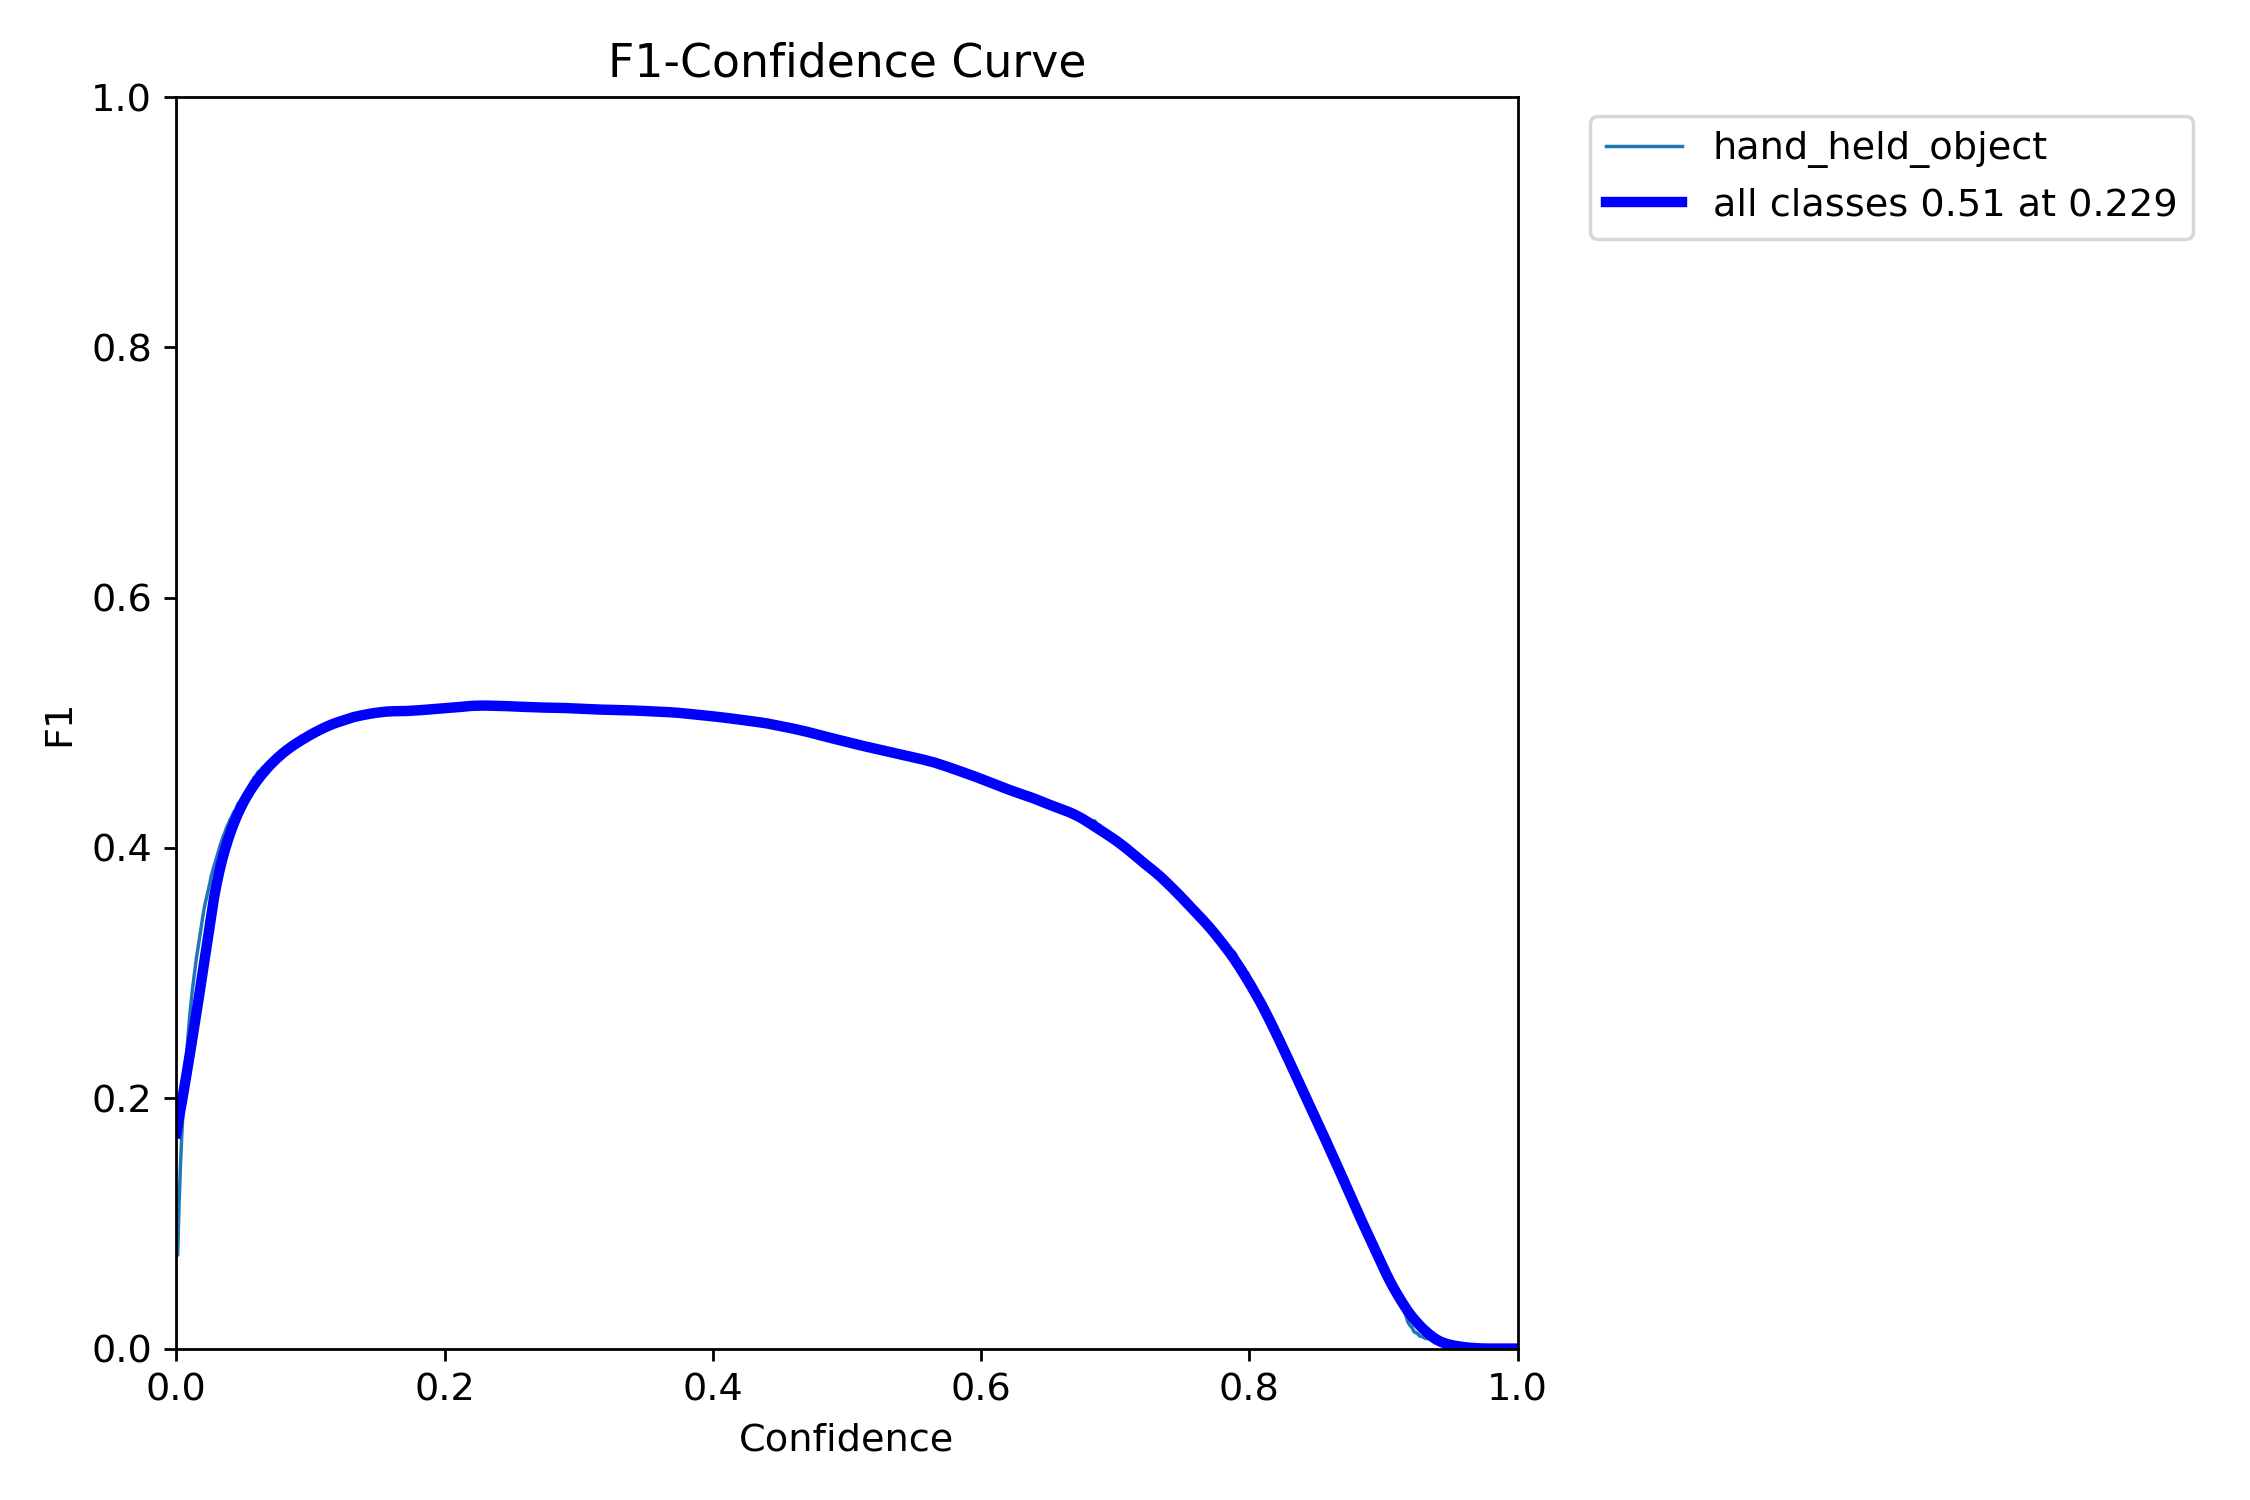 F1-Confidence Curve
hand_held_object
all classes 0.51 at 0.229
F1
1.0
0.8
0.6
0.4
0.2
0.0
0.0 0.2 0.4 0.6 0.8 1.0
Confidence